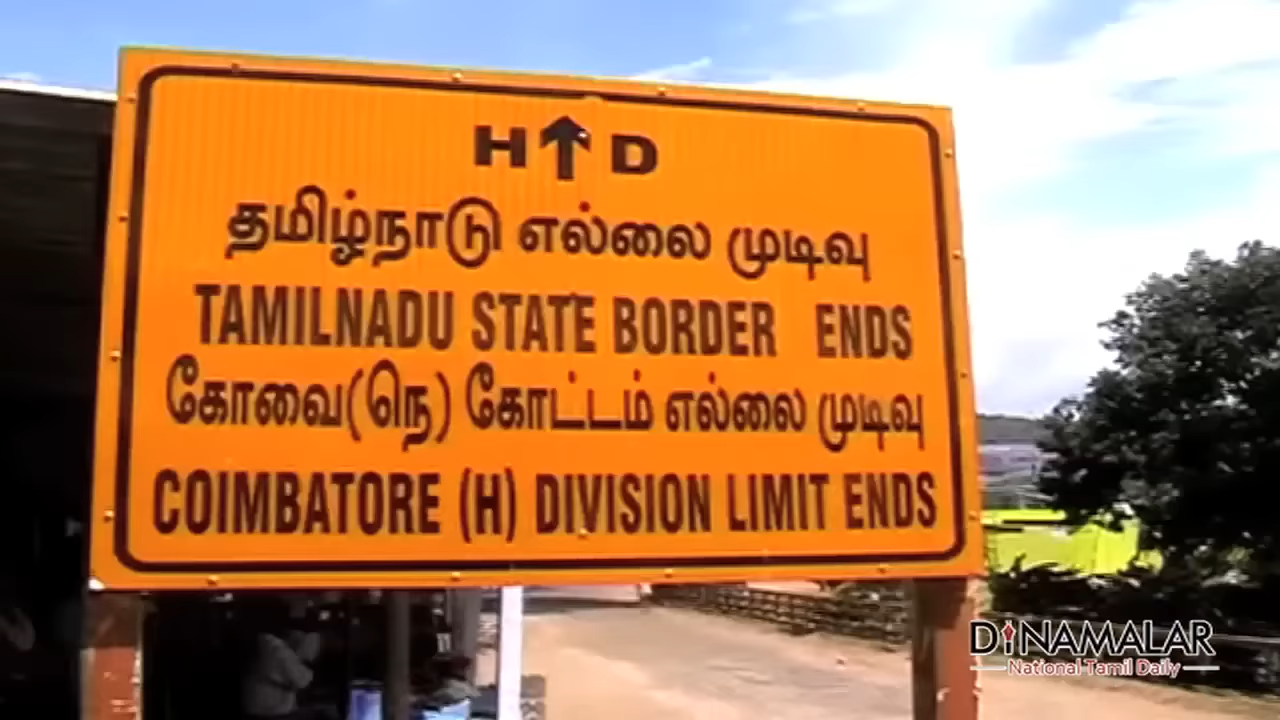 H ↑ D
தமிழ்நாடு எல்லை முடிவு
TAMILNADU STATE BORDER ENDS
கோவை(நெ) கோட்டம் எல்லை முடிவு
COIMBATORE (H) DIVISION LIMIT ENDS
DINAMALAR
National Tamil Daily